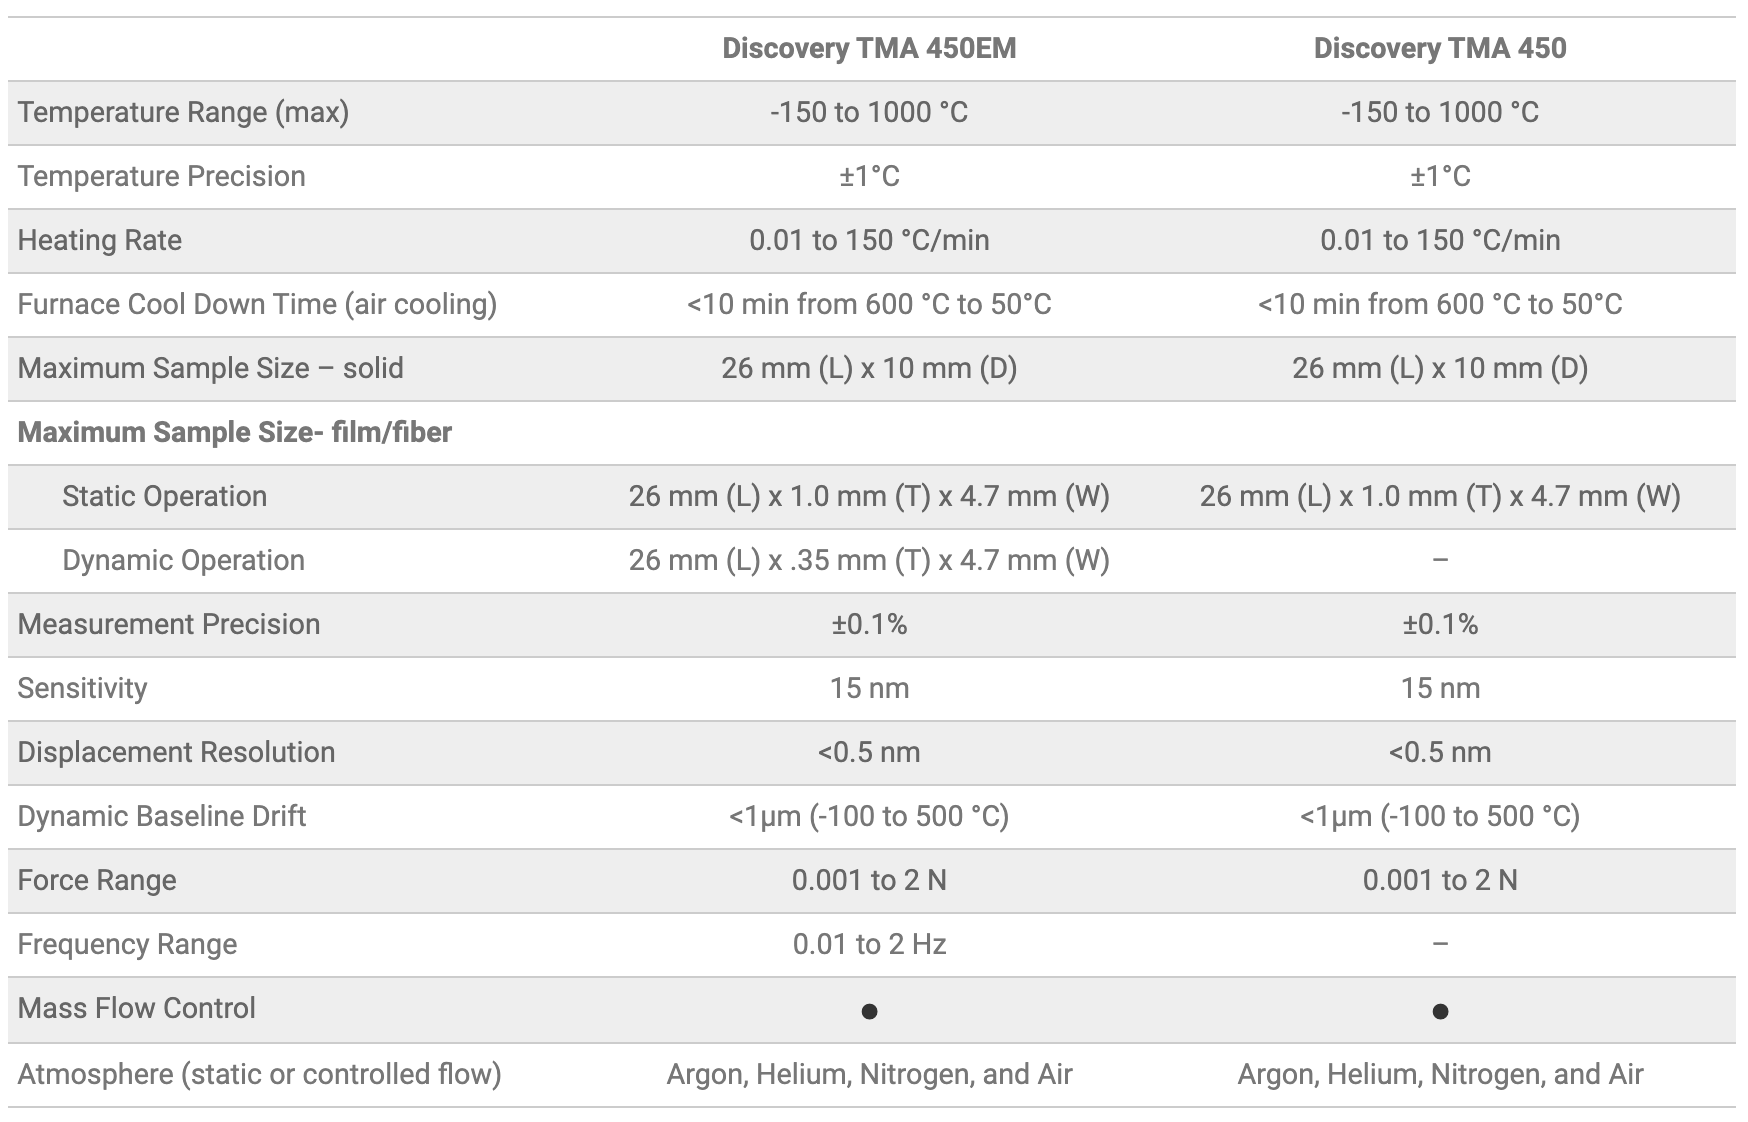 Discovery TMA 450EM Discovery TMA 450
Temperature Range (max) -150 to 1000 °C -150 to 1000 °C
Temperature Precision ±1°C ±1°C
Heating Rate 0.01 to 150 °C/min 0.01 to 150 °C/min
Furnace Cool Down Time (air cooling) <10 min from 600 °C to 50°C <10 min from 600 °C to 50°C
Maximum Sample Size – solid 26 mm (L) x 10 mm (D) 26 mm (L) x 10 mm (D)
Maximum Sample Size- film/fiber
Static Operation 26 mm (L) x 1.0 mm (T) x 4.7 mm (W) 26 mm (L) x 1.0 mm (T) x 4.7 mm (W)
Dynamic Operation 26 mm (L) x .35 mm (T) x 4.7 mm (W) –
Measurement Precision ±0.1% ±0.1%
Sensitivity 15 nm 15 nm
Displacement Resolution <0.5 nm <0.5 nm
Dynamic Baseline Drift <1μm (-100 to 500 °C) <1μm (-100 to 500 °C)
Force Range 0.001 to 2 N 0.001 to 2 N
Frequency Range 0.01 to 2 Hz –
Mass Flow Control ● ●
Atmosphere (static or controlled flow) Argon, Helium, Nitrogen, and Air Argon, Helium, Nitrogen, and Air